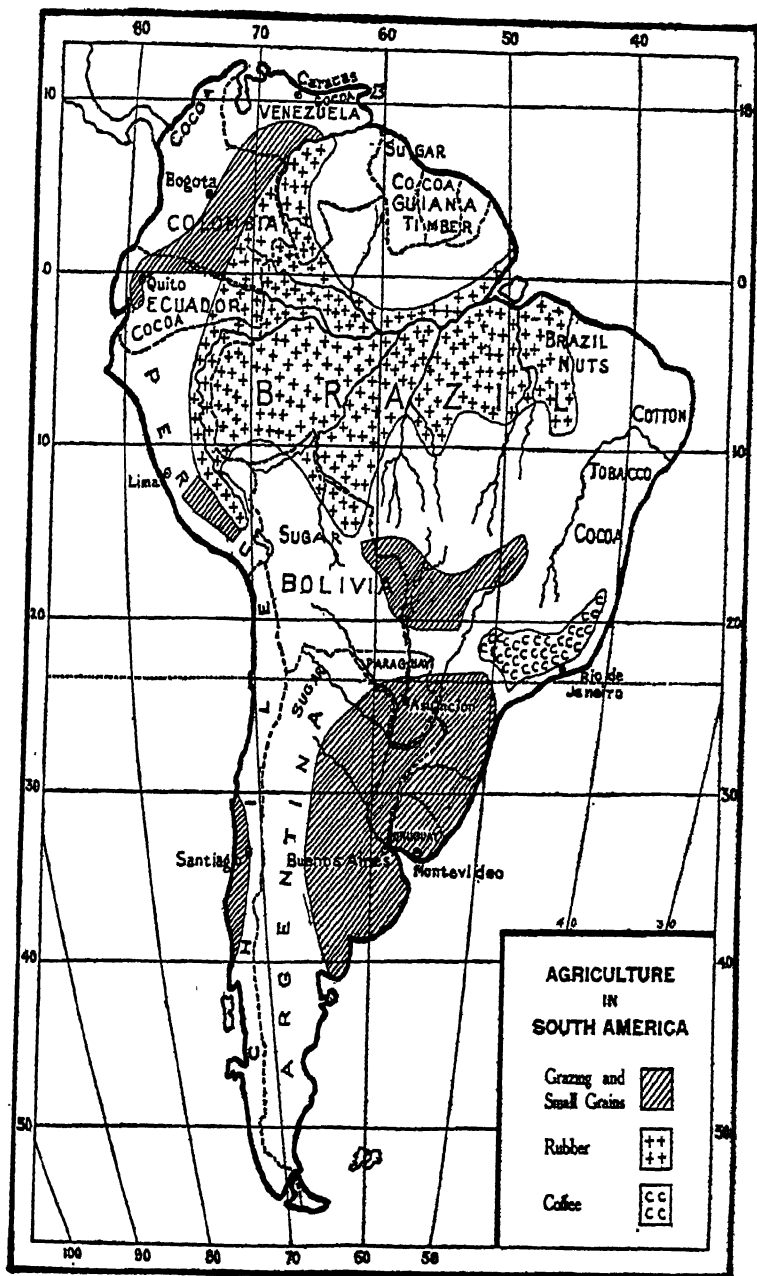 80 70 60 50 40
10
10
Caracas
COCOA
VENEZUELA
COCOA
SUGAR
COCOA
GUIANA
TIMBER
Bogota
COLOMBIA
0
0
Quito
ECUADOR
COCOA
BRAZIL
BRAZIL
NUTS
PERU
COTTON
10
10
Lima
TOBACCO
SUGAR
COCOA
BOLIVIA
20
20
PARAGUAY
SUGAR
Rio de
Janeiro
Asuncion
CHILE
ARGENTINA
30
30
URUGUAY
Santiago
Buenos Aires
Montevideo
40 30
40
40
AGRICULTURE
IN
SOUTH AMERICA
Grazing and
Small Grains
Rubber
Coffee
50
50
100 90 80 70 60 50